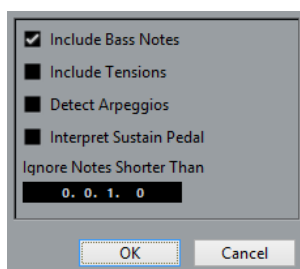 Include Bass Notes
Include Tensions
Detect Arpeggios
Interpret Sustain Pedal
Ignore Notes Shorter Than
0. 0. 1. 0
OK Cancel